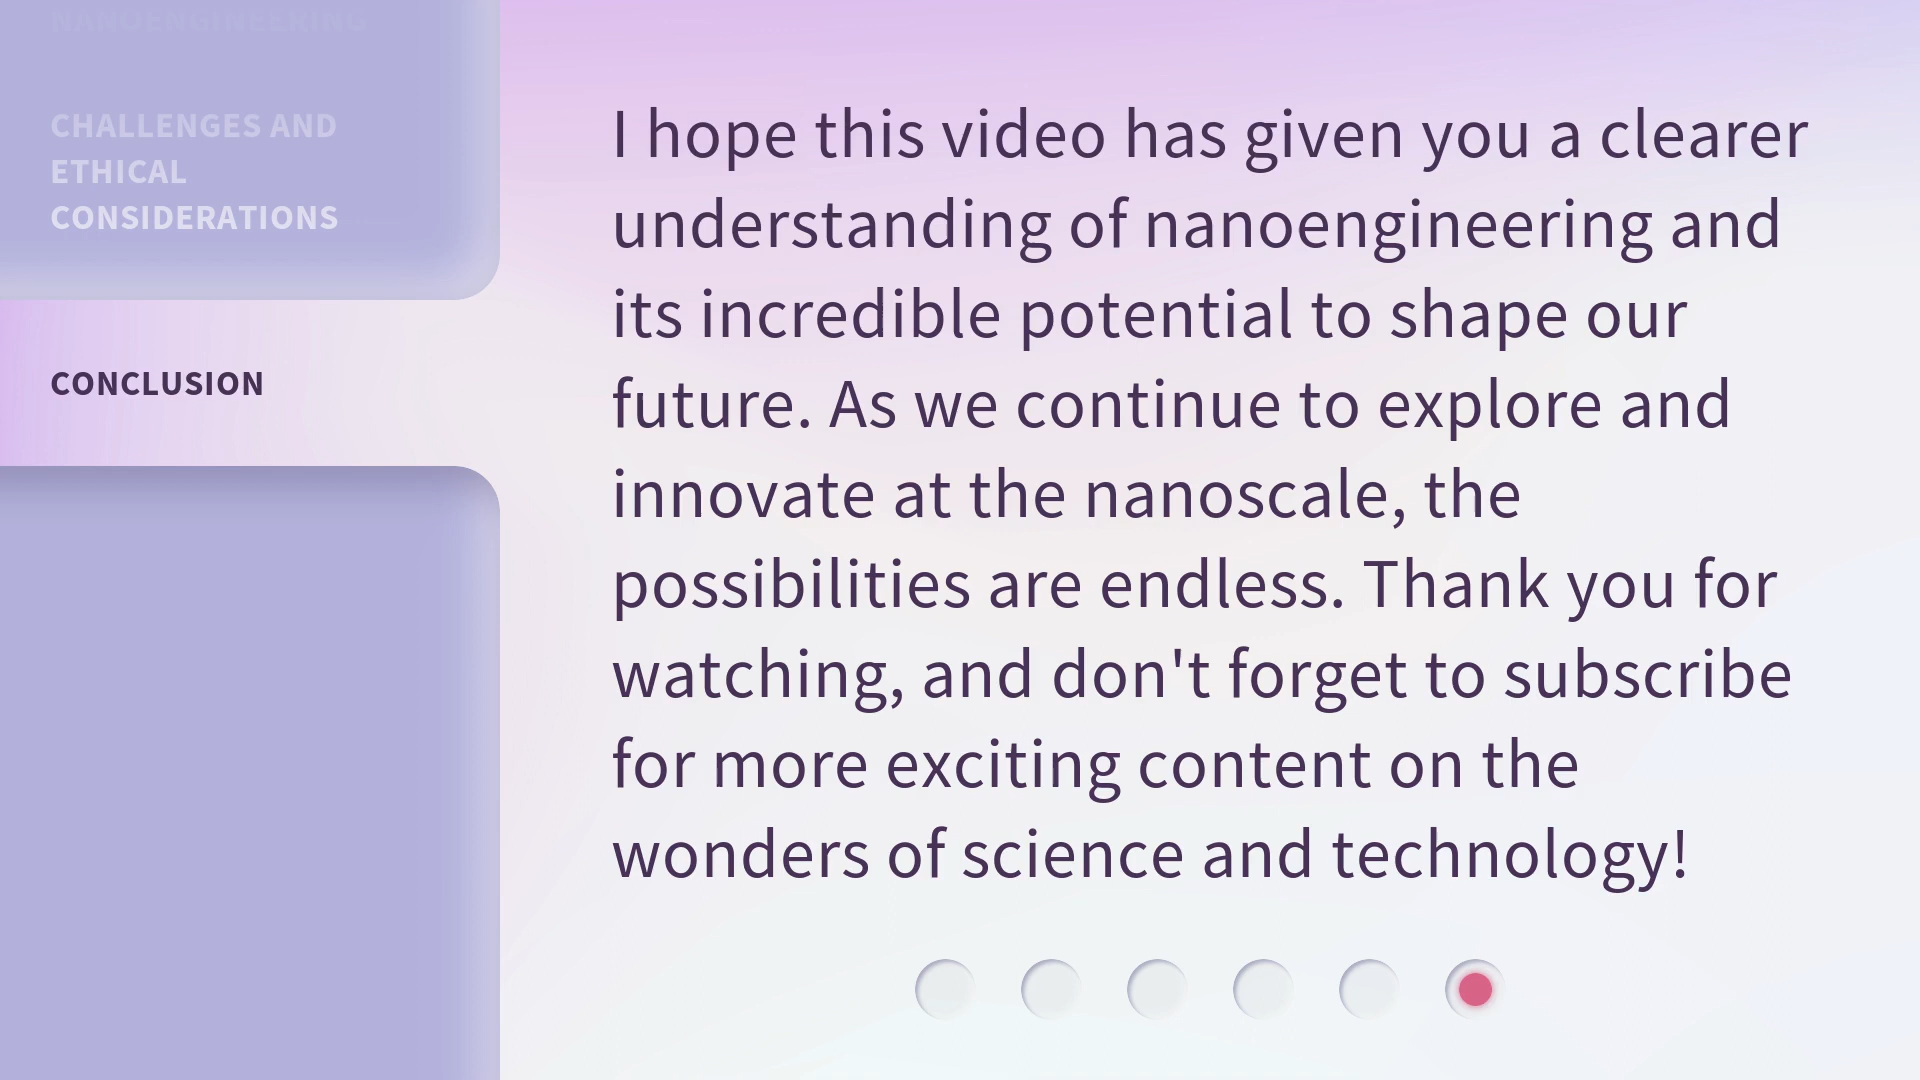 NANOENGINEERING
CHALLENGES AND
ETHICAL
CONSIDERATIONS
CONCLUSION
I hope this video has given you a clearer
understanding of nanoengineering and
its incredible potential to shape our
future. As we continue to explore and
innovate at the nanoscale, the
possibilities are endless. Thank you for
watching, and don't forget to subscribe
for more exciting content on the
wonders of science and technology!